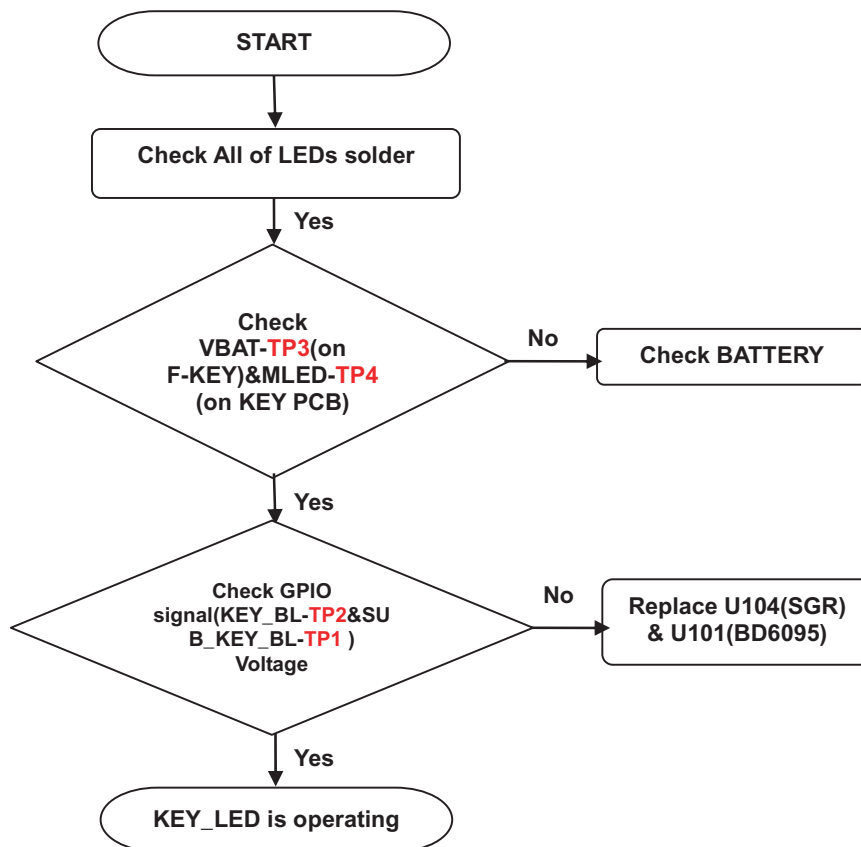 START
Check All of LEDs solder
Yes
Check
VBAT-TP3(on
F-KEY)&MLED-TP4
(on KEY PCB)
No
Check BATTERY
Yes
Check GPIO
signal(KEY_BL-TP2&SU
B_KEY_BL-TP1 )
Voltage
No
Replace U104(SGR)
& U101(BD6095)
Yes
KEY_LED is operating